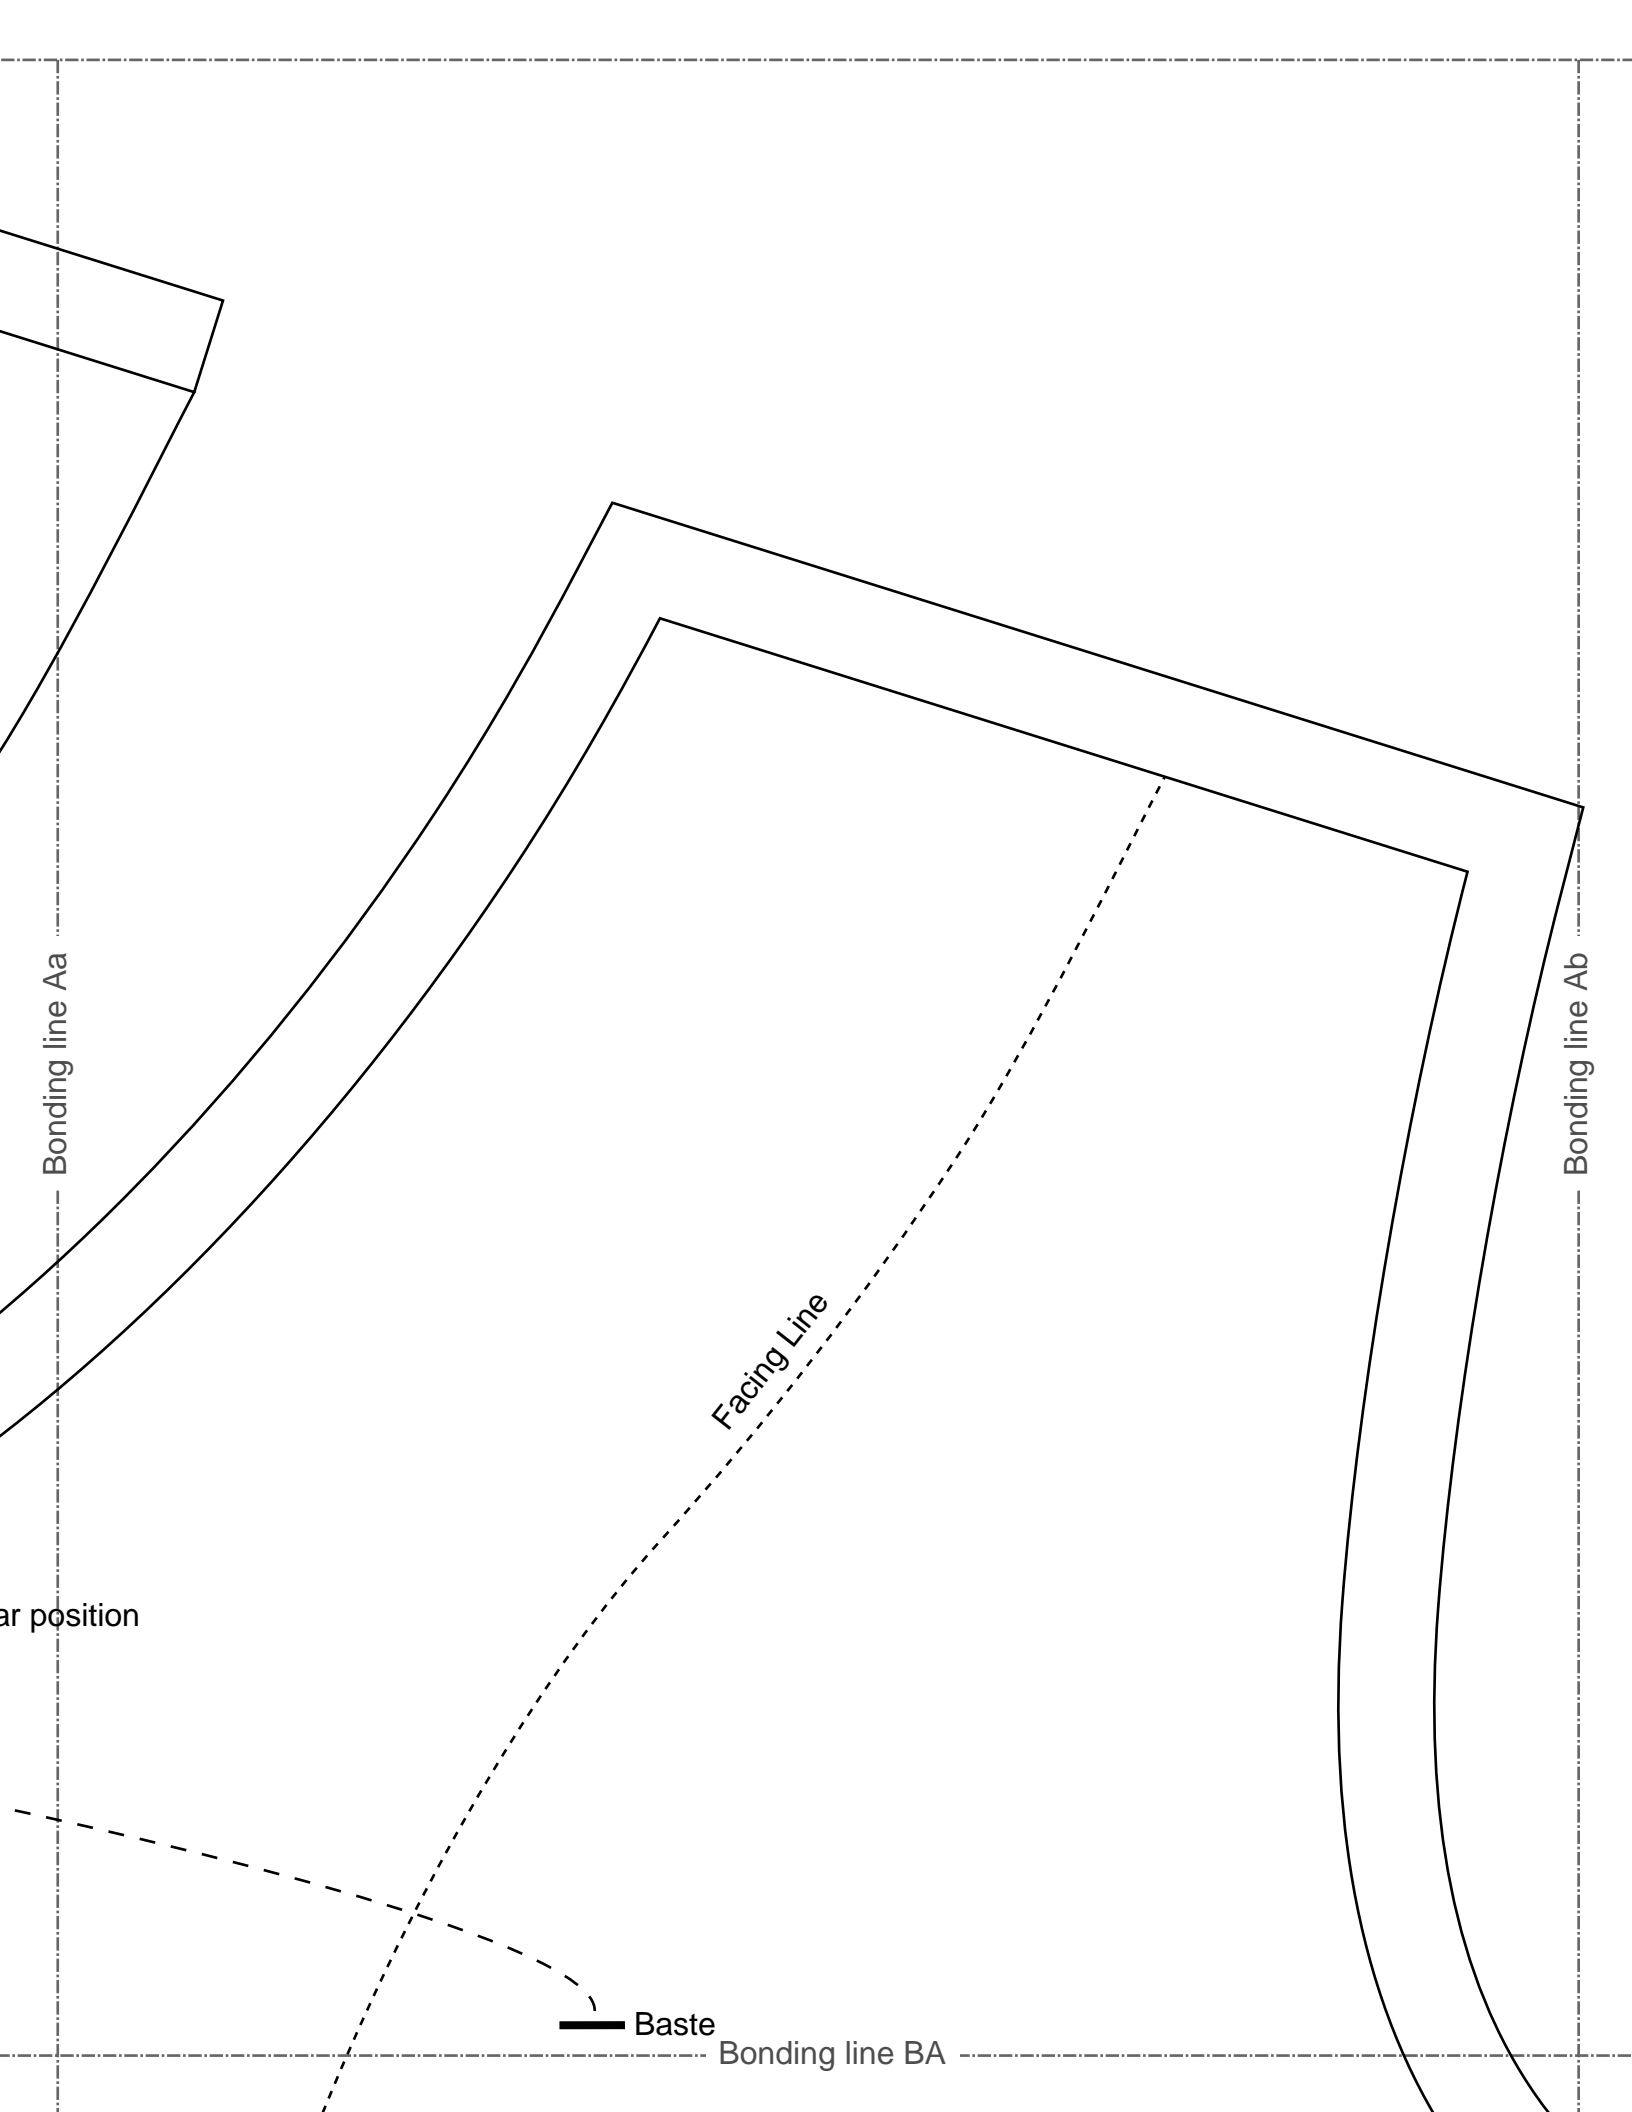 Bonding line Aa
Bonding line Ab
Facing Line
ar position
Baste
Bonding line BA